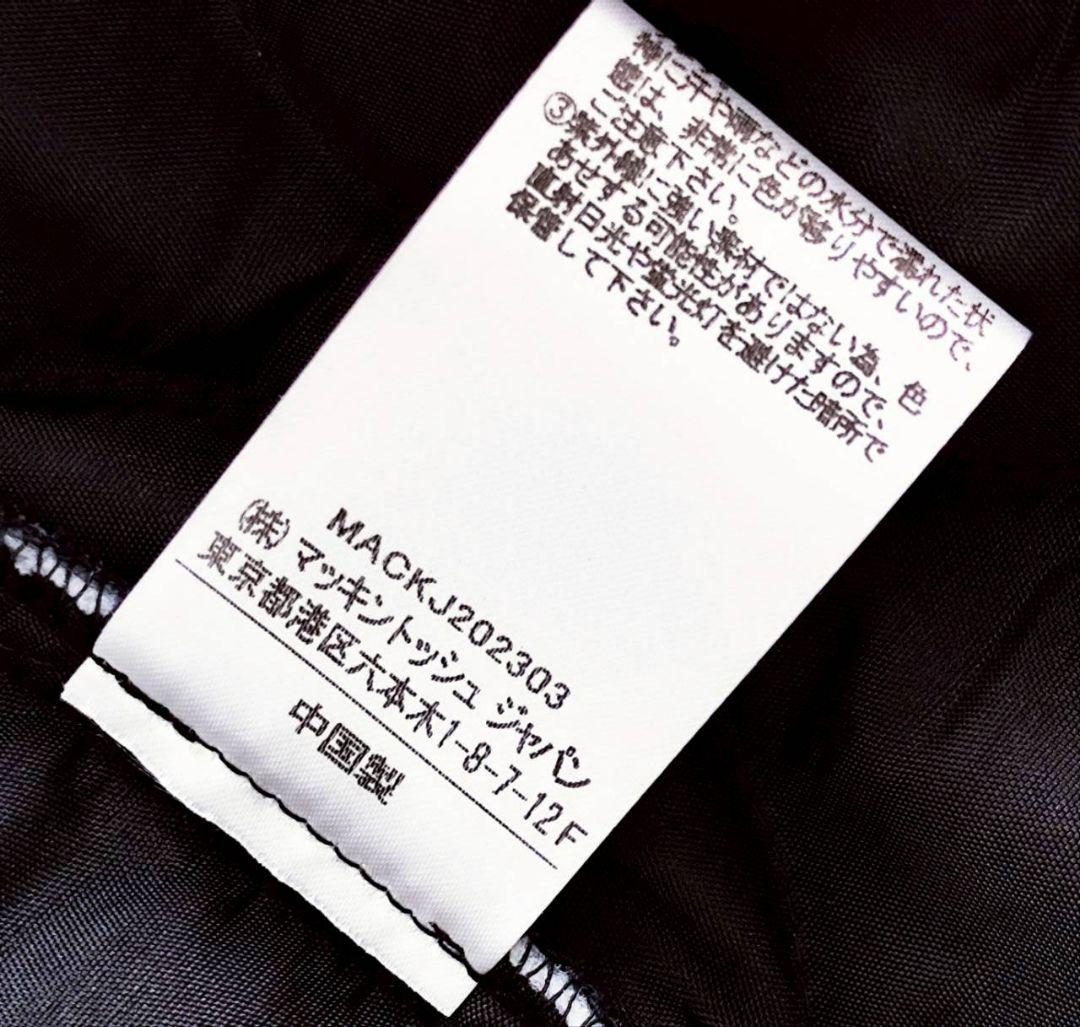 特に汗や雨などの水分で濡れた状
態は、非常に色が移りやすいので、
ご注意下さい。
③紫外線に強い素材ではない為、色
あせする可能性がありますので、
直射日光や蛍光灯を避けた暗所で
保管して下さい。
MACKJ202303
(株) マッキントッシュ ジャパン
東京都港区六本木1-8-7-12F
中国製